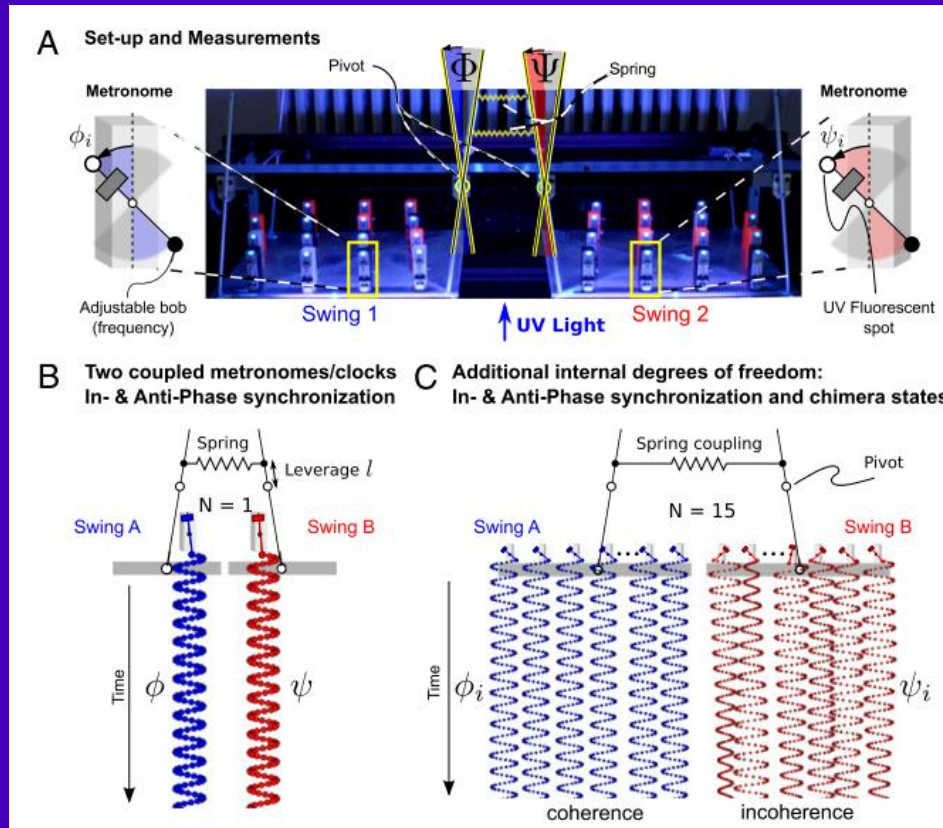 A Set-up and Measurements
Pivot
Φ
Ψ
Spring
Metronome
Metronome
ϕi
ψi
Adjustable bob
(frequency)
Swing 1
UV Light
Swing 2
UV Fluorescent
spot
B Two coupled metronomes/clocks
In- & Anti-Phase synchronization
Spring
Leverage l
N = 1
Swing A
Swing B
Time
ϕ
ψ
C Additional internal degrees of freedom:
In- & Anti-Phase synchronization and chimera states
Spring coupling
Pivot
N = 15
Swing A
Swing B
Time
ϕi
ψi
coherence
incoherence